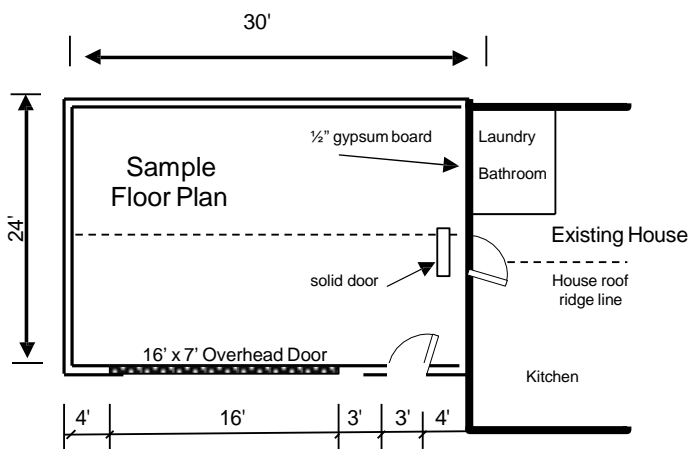 30'
½” gypsum board
Laundry
Bathroom
Sample
Floor Plan
24'
Existing House
solid door
House roof
ridge line
16’ x 7’ Overhead Door
Kitchen
4' 16' 3' 3' 4'